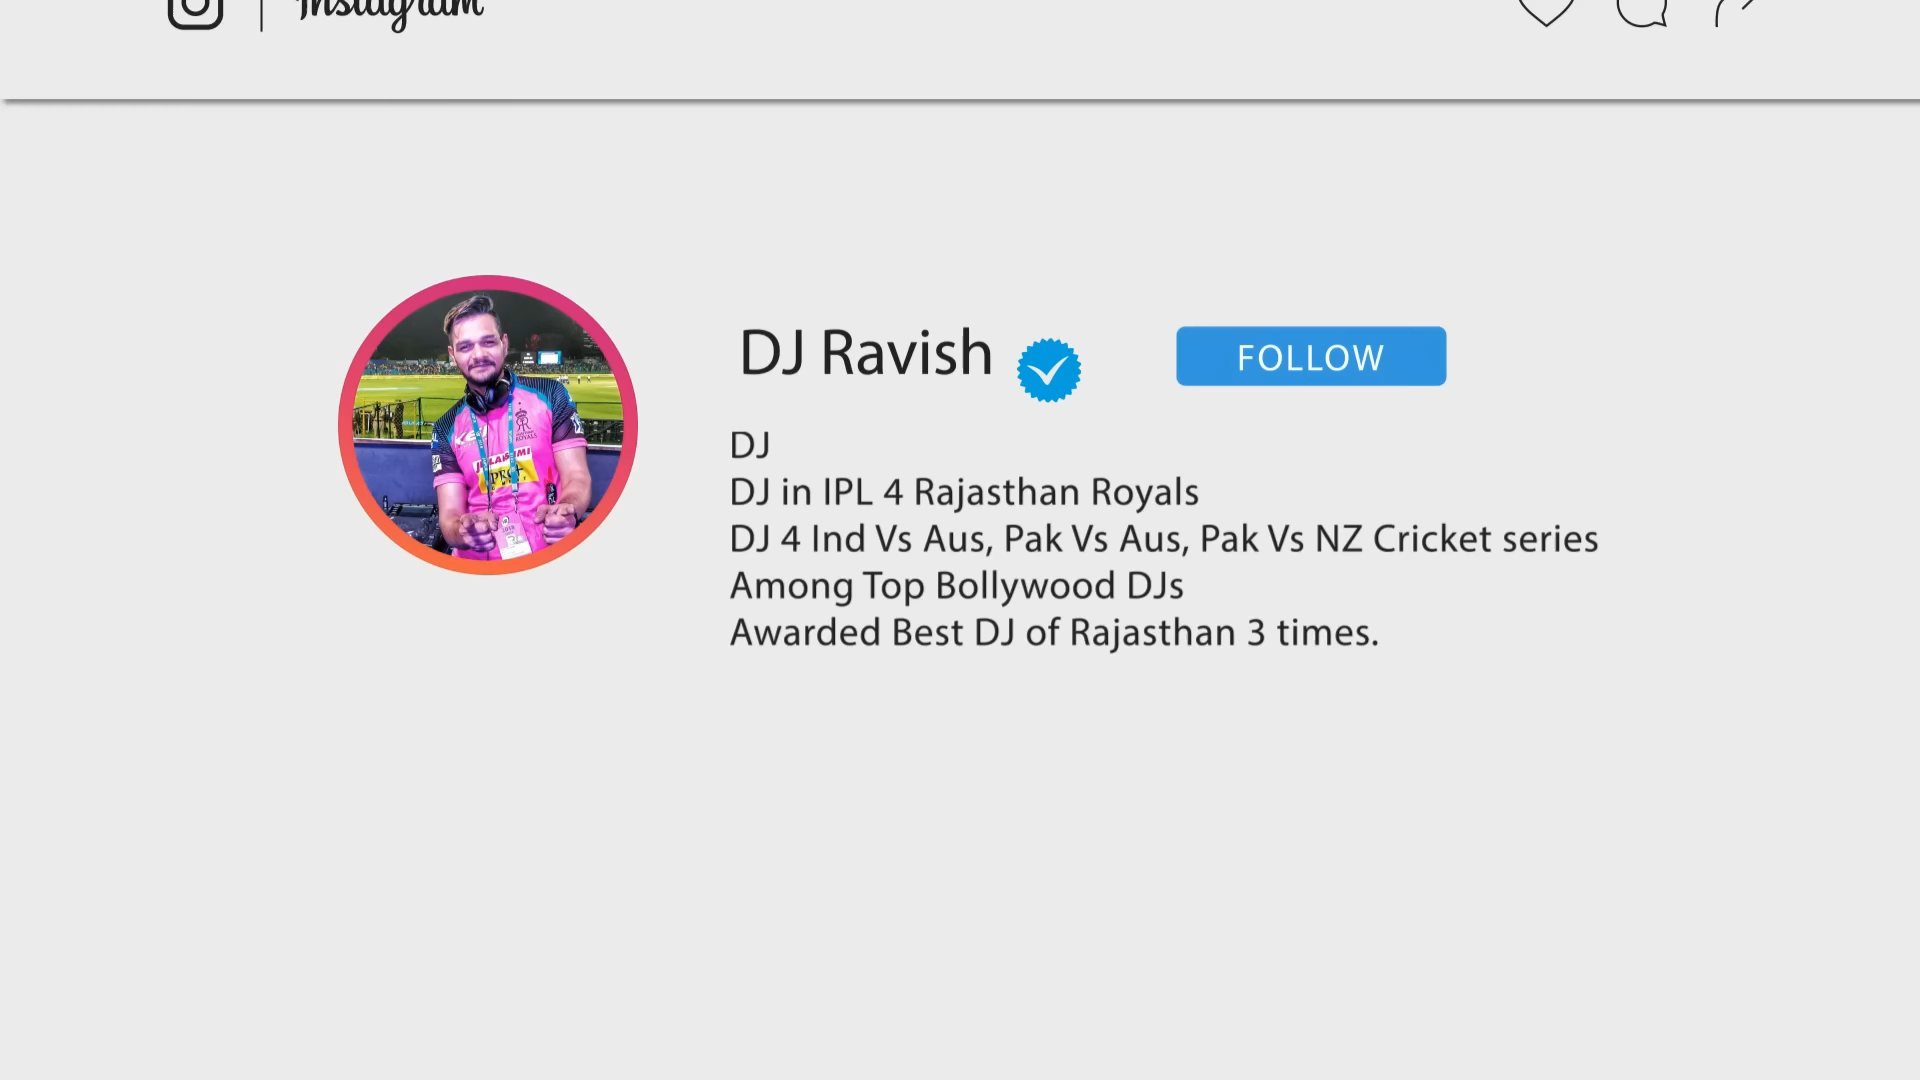 Instagram
DJ Ravish
FOLLOW
DJ
DJ in IPL 4 Rajasthan Royals
DJ 4 Ind Vs Aus, Pak Vs Aus, Pak Vs NZ Cricket series
Among Top Bollywood DJs
Awarded Best DJ of Rajasthan 3 times.